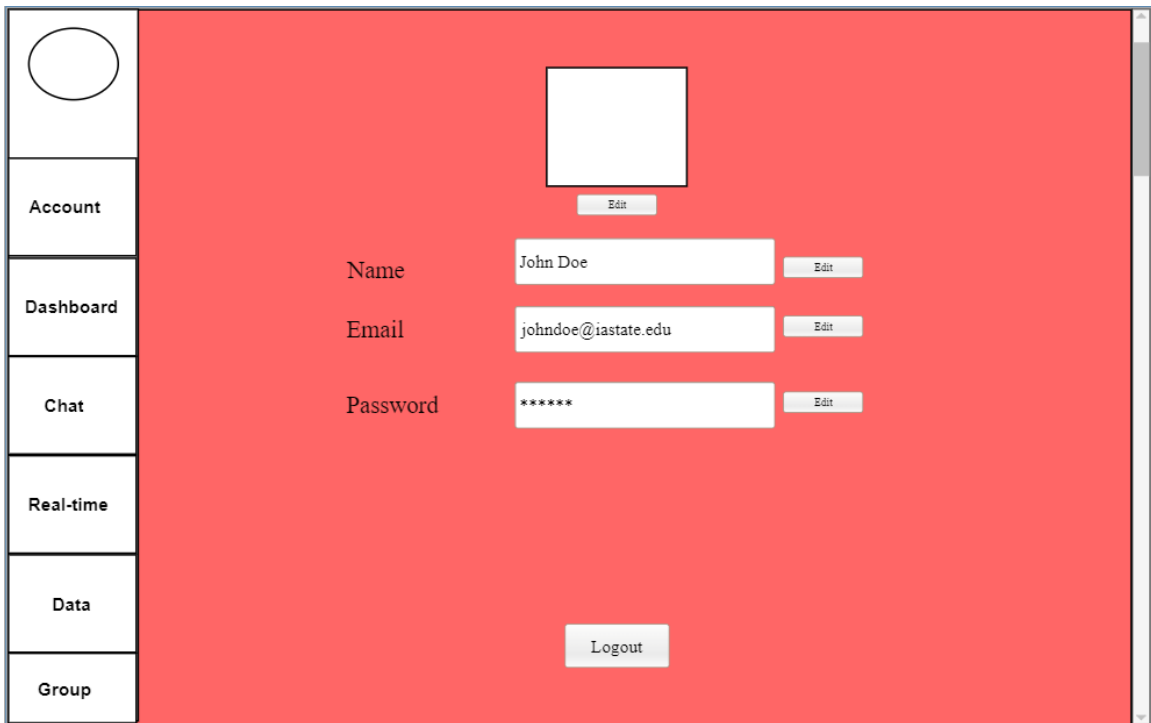 Account
Dashboard
Chat
Real-time
Data
Group
Edit
Name John Doe Edit
Email johndoe@iastate.edu Edit
Password ****** Edit
Logout